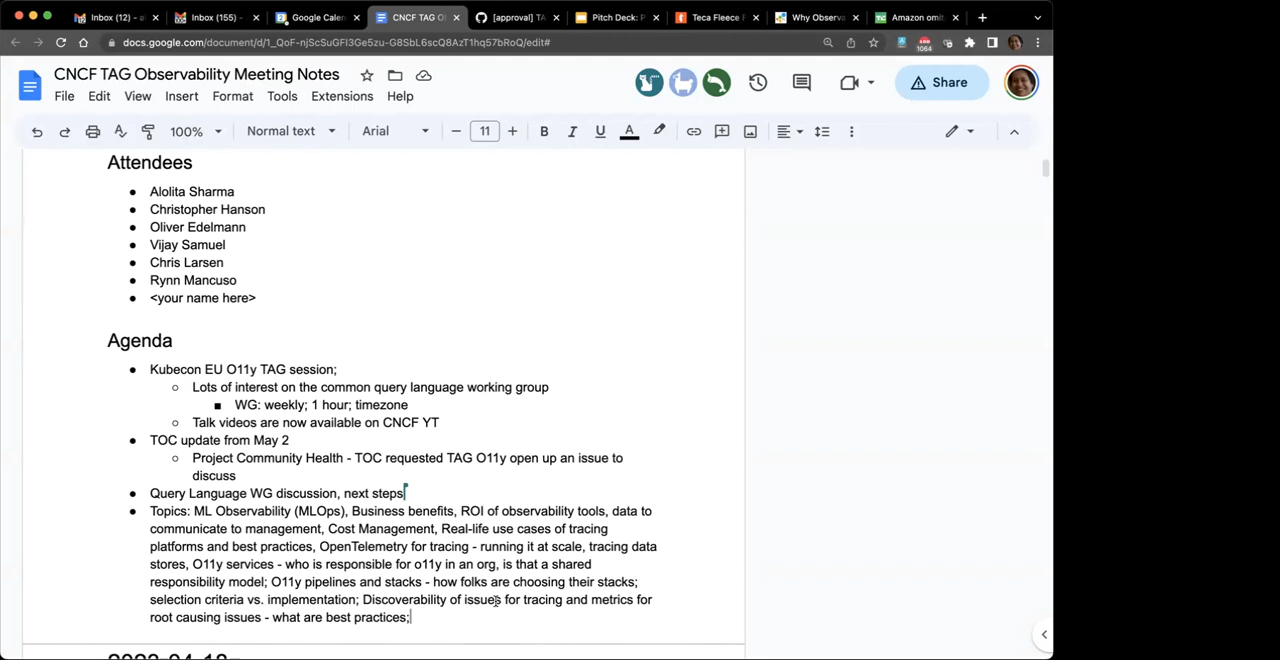 Inbox (12) - a
Inbox (155) -
Google Cale
CNCF TAG O
[approval] TA
Pitch Deck: P
Teca Fleece F
Why Observa
Amazon omit
docs.google.com/document/d/1_QoF-njScSuGFI3Ge5zu-G8SbL6scQ8AzT1hq57bRoQ/edit#
1064
CNCF TAG Observability Meeting Notes
Share
File Edit View Insert Format Tools Extensions Help
100% Normal text Arial 11 B I U A
Attendees
Alolita Sharma
Christopher Hanson
Oliver Edelmann
Vijay Samuel
Chris Larsen
Rynn Mancuso
<your name here>
Agenda
Kubecon EU O11y TAG session;
Lots of interest on the common query language working group
WG: weekly; 1 hour; timezone
Talk videos are now available on CNCF YT
TOC update from May 2
Project Community Health - TOC requested TAG O11y open up an issue to
discuss
Query Language WG discussion, next steps
Topics: ML Observability (MLOps), Business benefits, ROI of observability tools, data to
communicate to management, Cost Management, Real-life use cases of tracing
platforms and best practices, OpenTelemetry for tracing - running it at scale, tracing data
stores, O11y services - who is responsible for o11y in an org, is that a shared
responsibility model; O11y pipelines and stacks - how folks are choosing their stacks;
selection criteria vs. implementation; Discoverability of issues for tracing and metrics for
root causing issues - what are best practices;